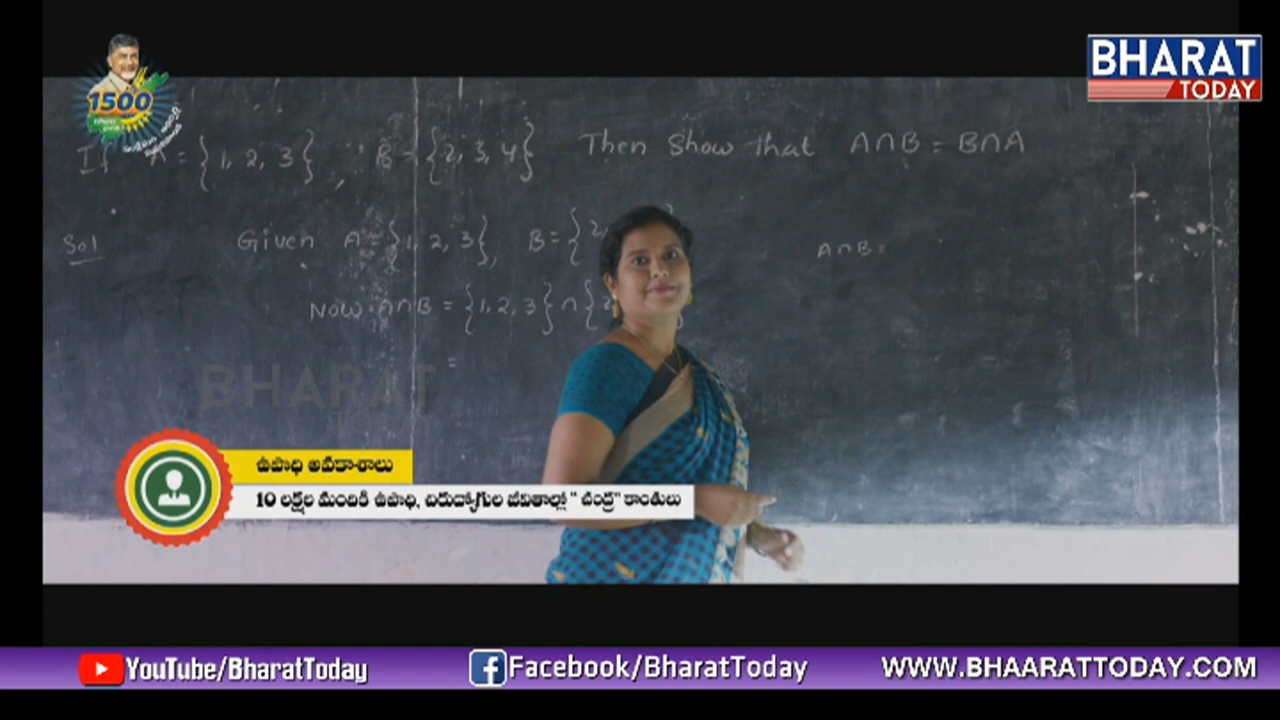 BHARAT
TODAY
1500
If A = {1, 2, 3}, B = {2, 3, 4} Then Show that A∩B = B∩A
Sol
Given A = {1, 2, 3}, B = {2,
A∩B =
Now A∩B = {1, 2, 3} ∩ {2
=
BHARAT
ఉపాధి అవకాశాలు
10 లక్షల మందికి ఉపాధి, నిరుద్యోగుల జీవితాల్లో " చంద్ర" కాంతులు
YouTube/BharatToday
Facebook/BharatToday
WWW.BHAARATTODAY.COM